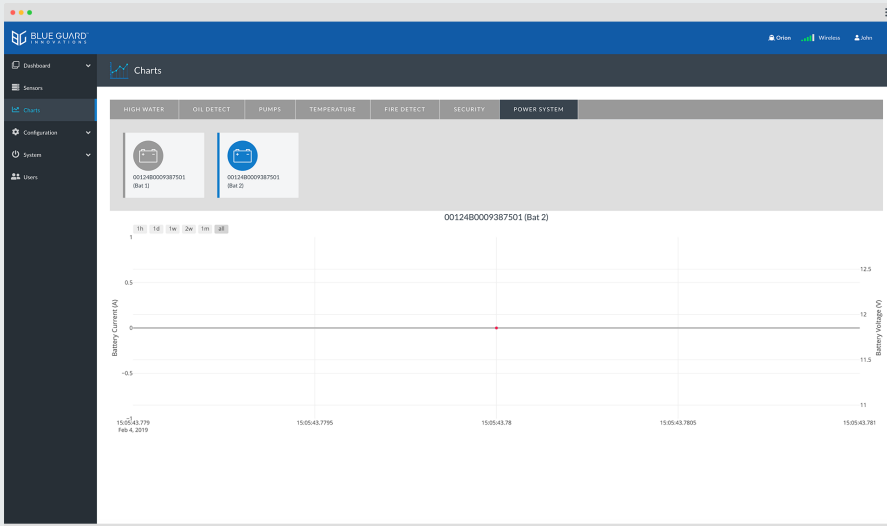 BLUE GUARD
INNOVATIONS
Orion
Wireless
John
Dashboard
Sensors
Charts
Configuration
System
Users
Charts
HIGH WATER
OIL DETECT
PUMPS
TEMPERATURE
FIRE DETECT
SECURITY
POWER SYSTEM
00124B0009387501
(Bat 1)
00124B0009387501
(Bat 2)
00124B0009387501 (Bat 2)
1h 1d 1w 2w 1m all
1
0.5
0
−0.5
−1
Battery Current (A)
12.5
12
11.5
11
Battery Voltage (V)
15:05:43.779
Feb 4, 2019
15:05:43.7795
15:05:43.78
15:05:43.7805
15:05:43.781